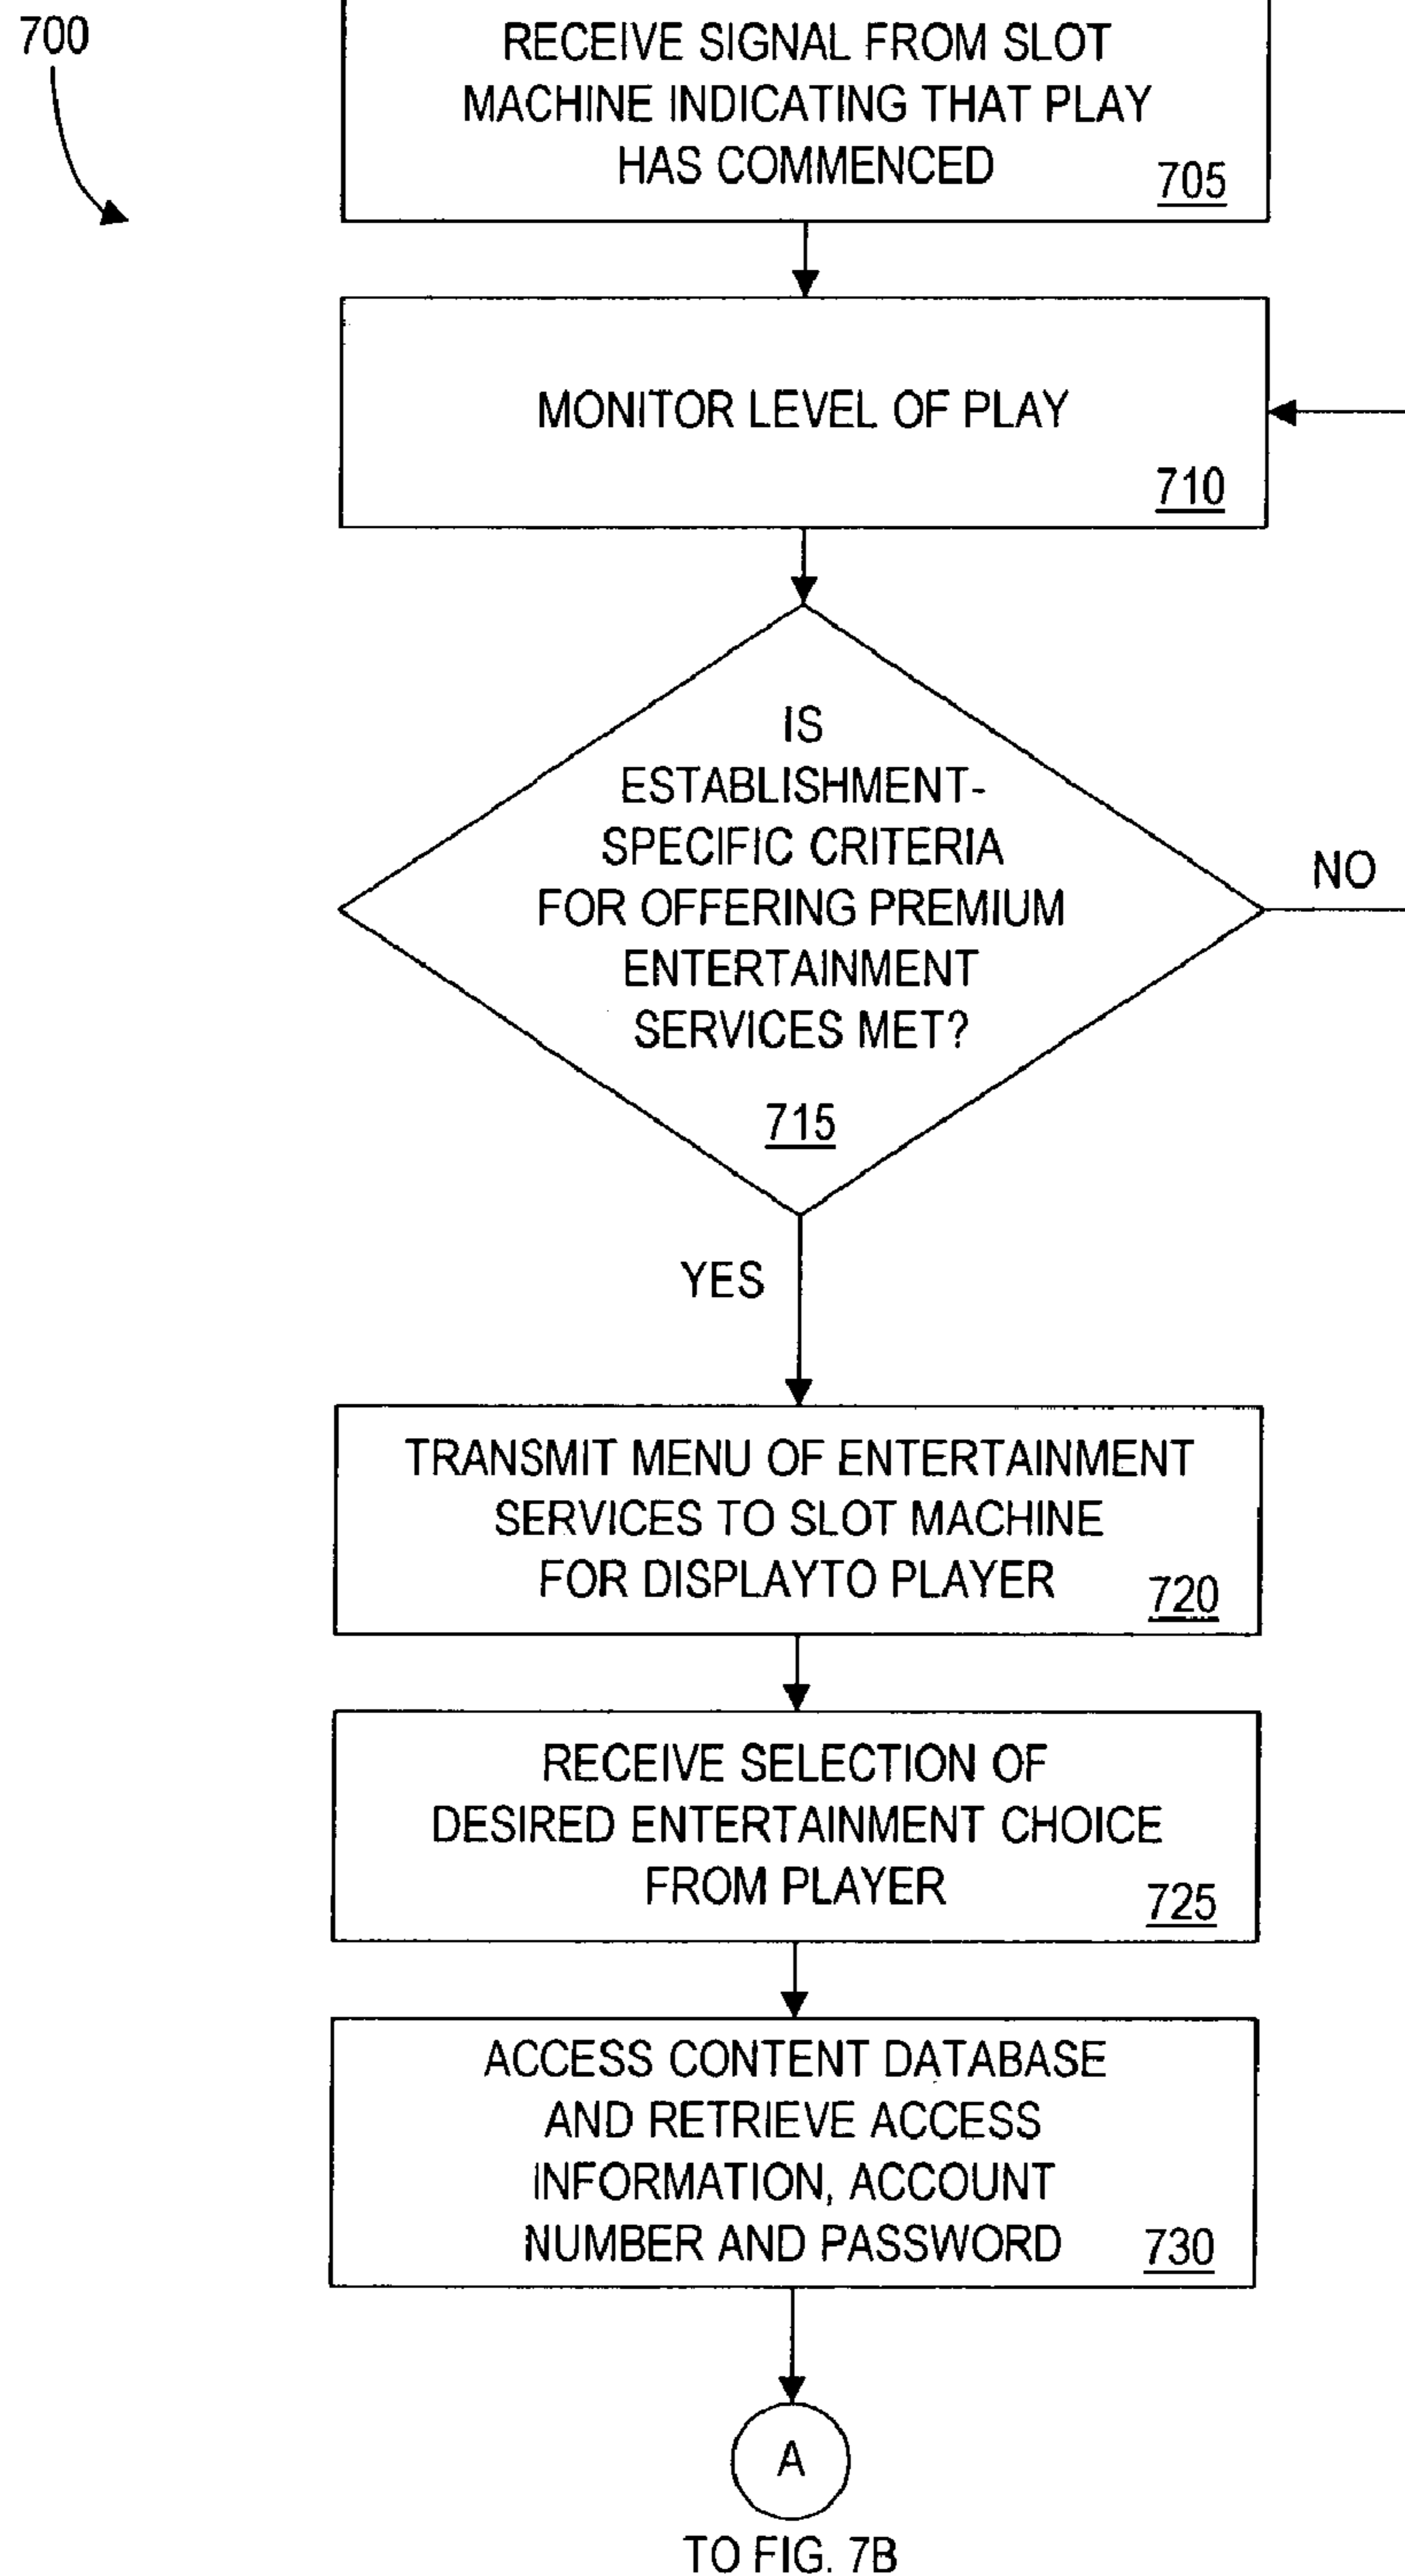 700
RECEIVE SIGNAL FROM SLOT
MACHINE INDICATING THAT PLAY
HAS COMMENCED
705
MONITOR LEVEL OF PLAY
710
IS
ESTABLISHMENT-
SPECIFIC CRITERIA
FOR OFFERING PREMIUM
ENTERTAINMENT
SERVICES MET?
715
NO
YES
TRANSMIT MENU OF ENTERTAINMENT
SERVICES TO SLOT MACHINE
FOR DISPLAYTO PLAYER
720
RECEIVE SELECTION OF
DESIRED ENTERTAINMENT CHOICE
FROM PLAYER
725
ACCESS CONTENT DATABASE
AND RETRIEVE ACCESS
INFORMATION, ACCOUNT
NUMBER AND PASSWORD
730
A
TO FIG. 7B